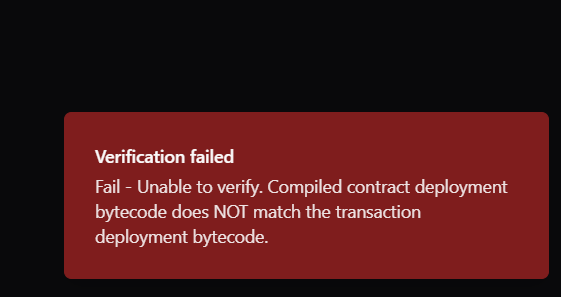 Verification failed
Fail - Unable to verify. Compiled contract deployment
bytecode does NOT match the transaction
deployment bytecode.